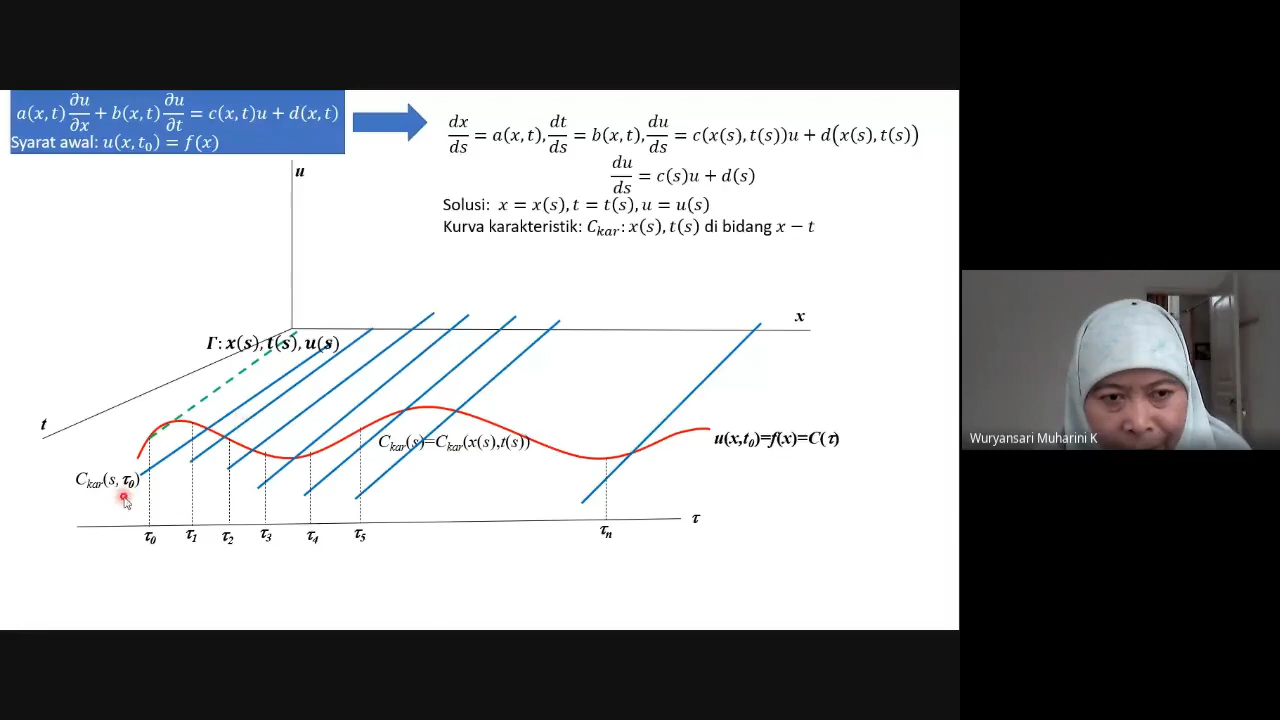 a(x,t) ∂u/∂x + b(x,t) ∂u/∂t = c(x,t)u + d(x,t)
Syarat awal: u(x,t₀) = f(x)
dx/ds = a(x,t), dt/ds = b(x,t), du/ds = c(x(s),t(s))u + d(x(s),t(s))
du/ds = c(s)u + d(s)
Solusi: x = x(s), t = t(s), u = u(s)
Kurva karakteristik: C_kar: x(s), t(s) di bidang x − t
u
x
Γ: x(s), t(s), u(s)
t
C_kar(s)=C_kar(x(s),t(s))
u(x,t₀)=f(x)=C(τ)
C_kar(s, τ₀)
τ
τ₀ τ₁ τ₂ τ₃ τ₄ τ₅ τₙ
Wuryansari Muharini K